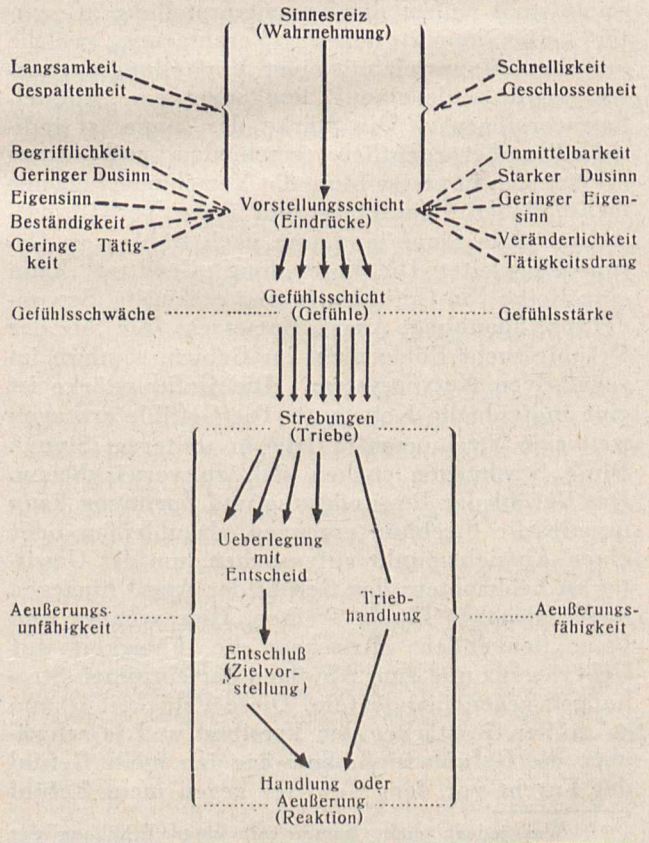 Sinnesreiz
(Wahrnehmung)
Langsamkeit
Gespaltenheit
Schnelligkeit
Geschlossenheit
Begrifflichkeit
Geringer Dusinn
Eigensinn
Beständigkeit
Geringe Tätig-
keit
Unmittelbarkeit
Starker Dusinn
Geringer Eigen-
sinn
Veränderlichkeit
Tätigkeitsdrang
Vorstellungsschicht
(Eindrücke)
Gefühlsschwäche
Gefühlsschicht
(Gefühle)
Gefühlsstärke
Strebungen
(Triebe)
Ueberlegung
mit
Entscheid
Trieb-
handlung
Aeußerungs-
unfähigkeit
Aeußerungs-
fähigkeit
Entschluß
(Zielvor-
stellung)
Handlung oder
Aeußerung
(Reaktion)